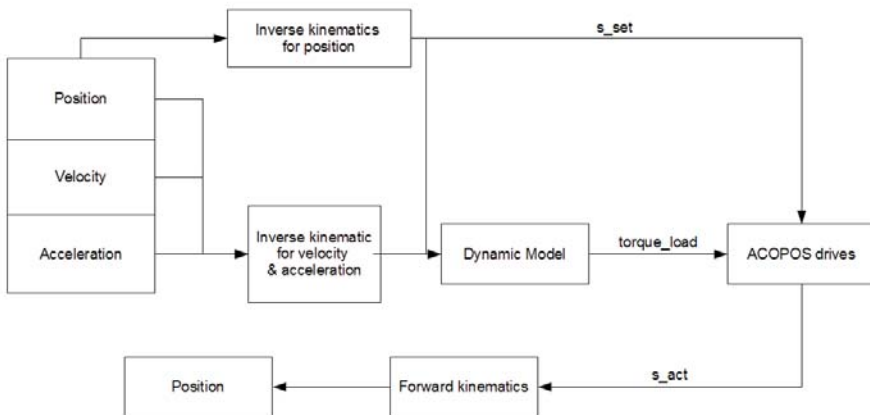 Inverse kinematics
for position
s_set
Position
Velocity
Acceleration
Inverse kinematic
for velocity
& acceleration
Dynamic Model
torque_load
ACOPOS drives
Position
Forward kinematics
s_act